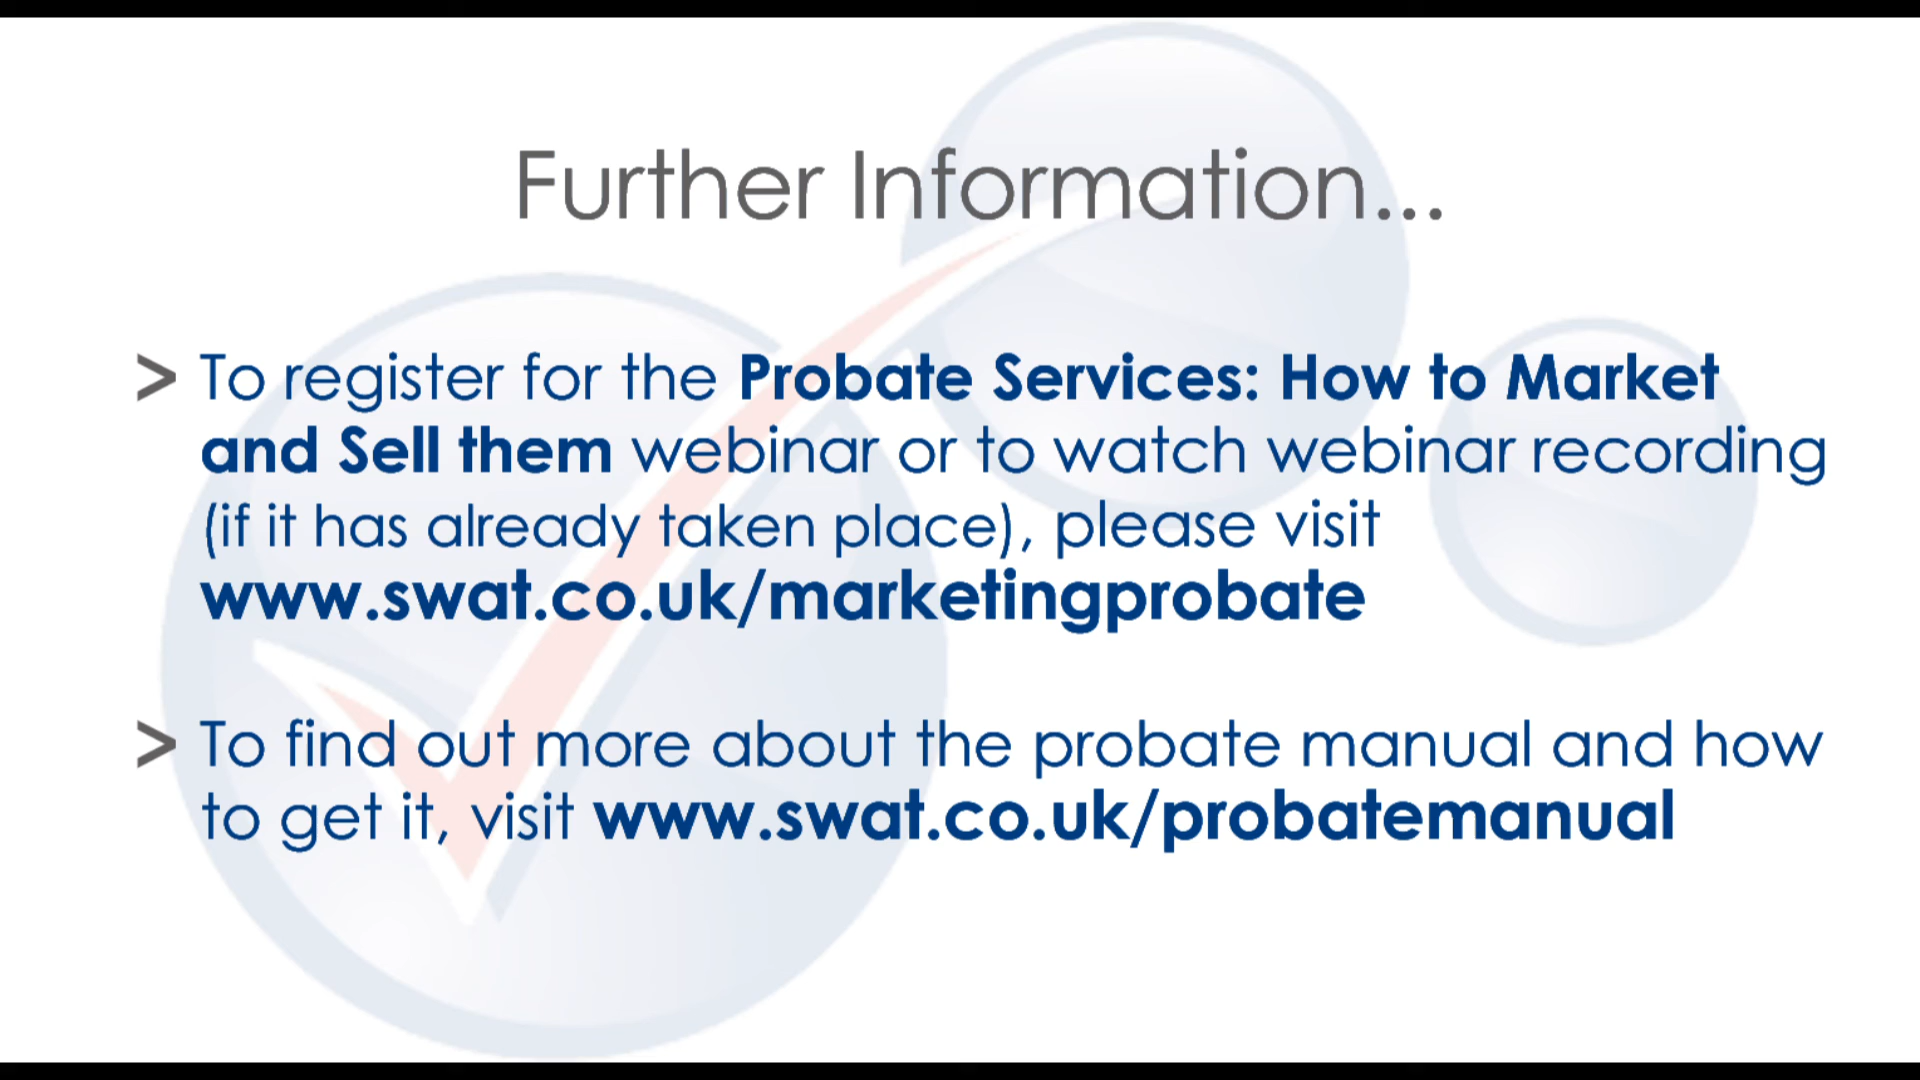 Further Information...
> To register for the Probate Services: How to Market
and Sell them webinar or to watch webinar recording
(if it has already taken place), please visit
www.swat.co.uk/marketingprobate
> To find out more about the probate manual and how
to get it, visit www.swat.co.uk/probatemanual